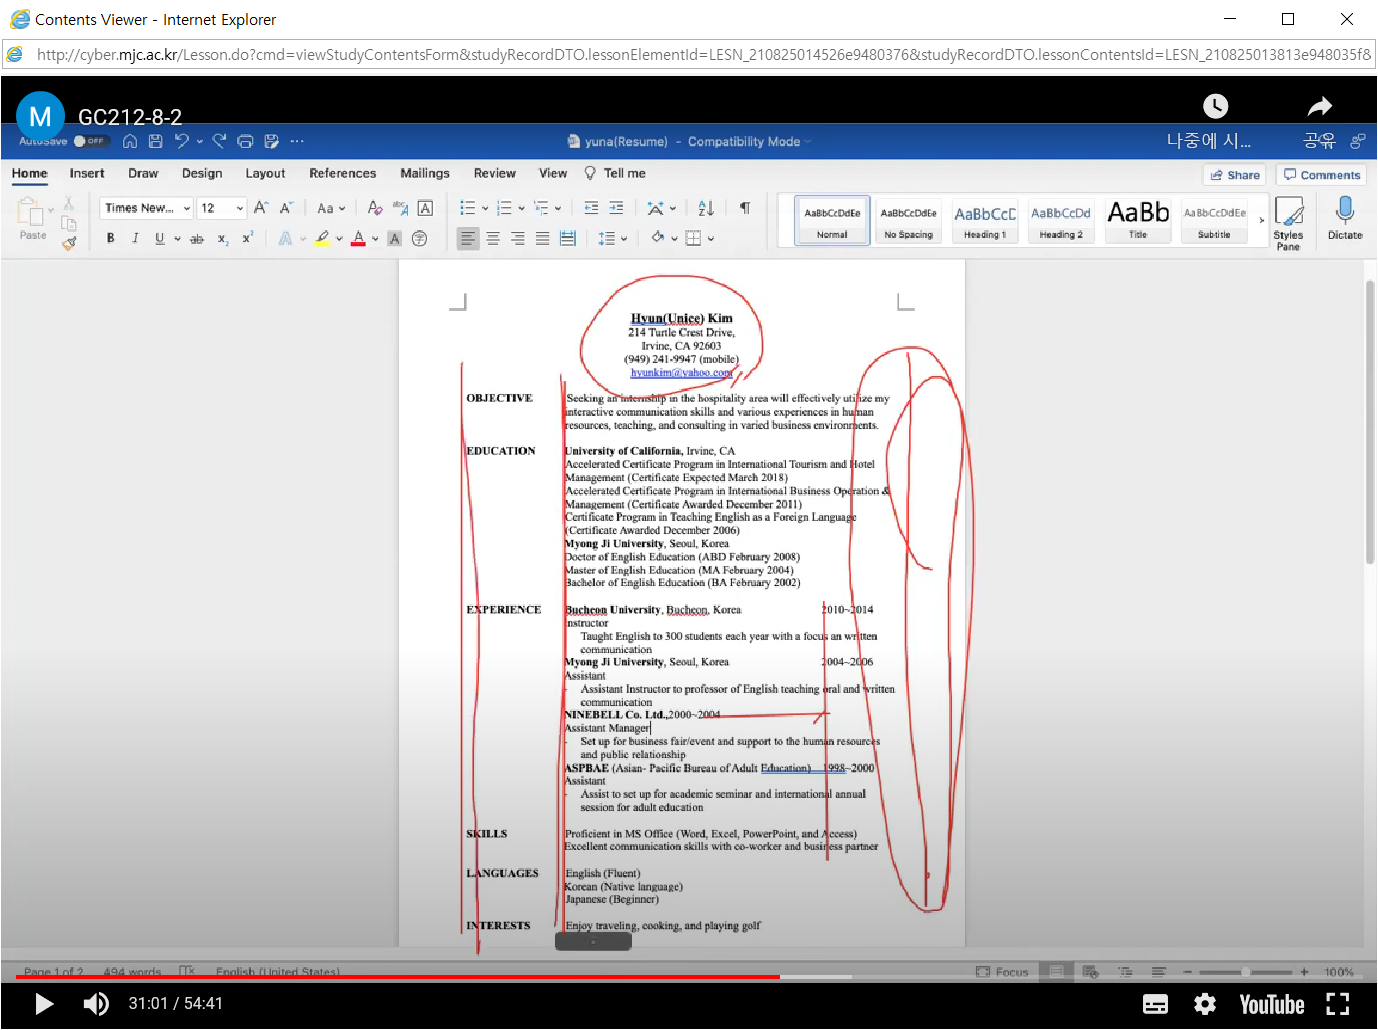 Contents Viewer - Internet Explorer
http://cyber.mjc.ac.kr/Lesson.do?cmd=viewStudyContentsForm&studyRecordDTO.lessonElementId=LESN_210825014526e9480376&studyRecordDTO.lessonContentsId=LESN_210825013813e948035f&
M GC212-8-2
AutoSave OFF yuna(Resume) - Compatibility Mode 나중에 시... 공유
Home Insert Draw Design Layout References Mailings Review View Tell me Share Comments
Paste Times New... 12 Aa
AaBbCcDdEe AaBbCcDdEe AaBbCcD AaBbCcDd AaBb AaBbCcDdEe
Normal No Spacing Heading 1 Heading 2 Title Subtitle Styles Pane Dictate
Hyun(Unice) Kim
214 Turtle Crest Drive,
Irvine, CA 92603
(949) 241-9947 (mobile)
hyunkim@yahoo.com
OBJECTIVE Seeking an internship in the hospitality area will effectively utilize my
interactive communication skills and various experiences in human
resources, teaching, and consulting in varied business environments.
EDUCATION University of California, Irvine, CA
Accelerated Certificate Program in International Tourism and Hotel
Management (Certificate Expected March 2018)
Accelerated Certificate Program in International Business Operation &
Management (Certificate Awarded December 2011)
Certificate Program in Teaching English as a Foreign Language
(Certificate Awarded December 2006)
Myong Ji University, Seoul, Korea
Doctor of English Education (ABD February 2008)
Master of English Education (MA February 2004)
Bachelor of English Education (BA February 2002)
EXPERIENCE Bucheon University, Bucheon, Korea 2010~2014
Instructor
Taught English to 300 students each year with a focus an written
communication
Myong Ji University, Seoul, Korea 2004~2006
Assistant
- Assistant Instructor to professor of English teaching oral and written
communication
NINEBELL Co. Ltd.,2000~2004
Assistant Manager
- Set up for business fair/event and support to the human resources
and public relationship
ASPBAE (Asian- Pacific Bureau of Adult Education) 1998~2000
Assistant
- Assist to set up for academic seminar and international annual
session for adult education
SKILLS Proficient in MS Office (Word, Excel, PowerPoint, and Access)
Excellent communication skills with co-worker and business partner
LANGUAGES English (Fluent)
Korean (Native language)
Japanese (Beginner)
INTERESTS Enjoy traveling, cooking, and playing golf
Page 1 of 2 494 words English (United States) Focus 100%
31:01 / 54:41 YouTube